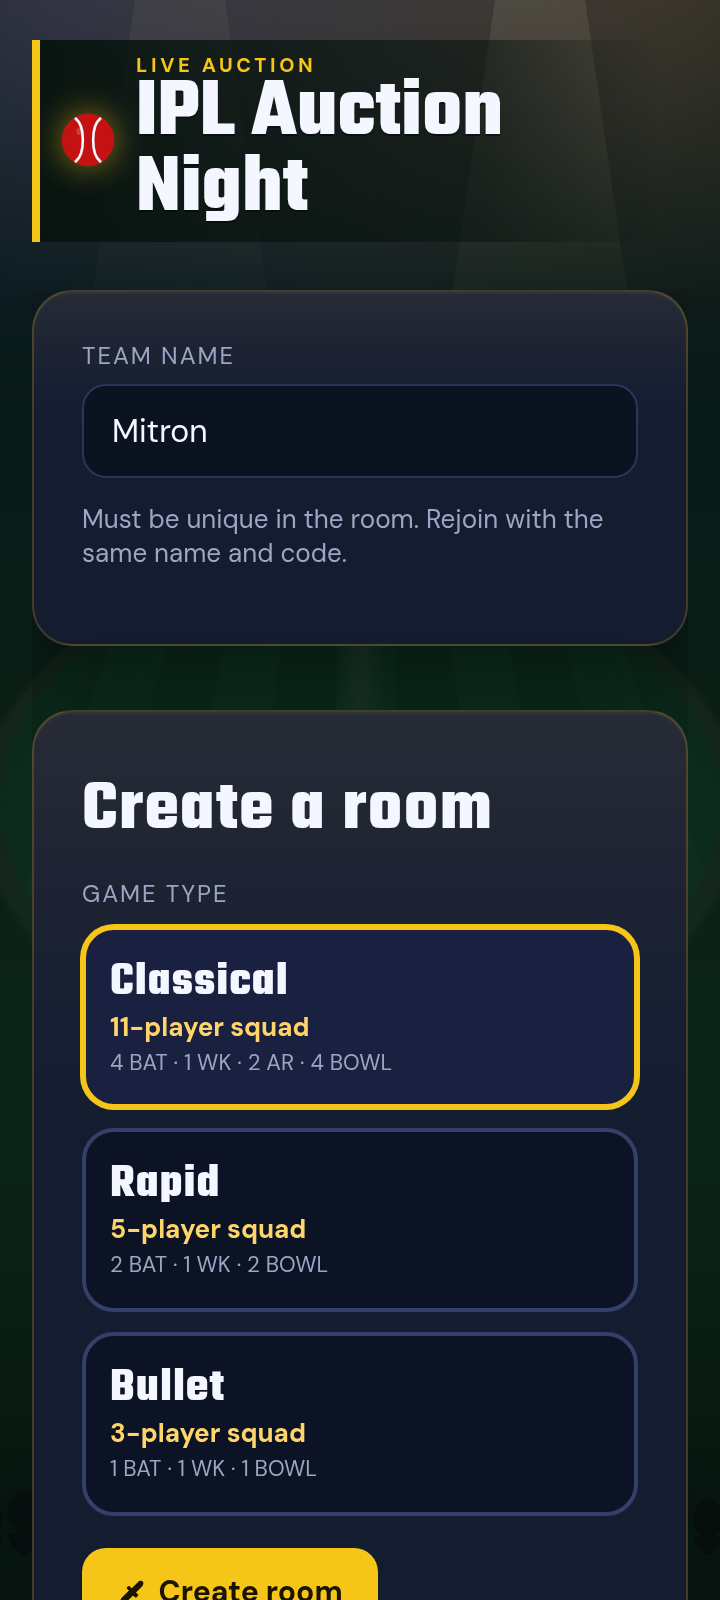 LIVE AUCTION
IPL Auction
Night
TEAM NAME
Mitron
Must be unique in the room. Rejoin with the
same name and code.
Create a room
GAME TYPE
Classical
11-player squad
4 BAT · 1 WK · 2 AR · 4 BOWL
Rapid
5-player squad
2 BAT · 1 WK · 2 BOWL
Bullet
3-player squad
1 BAT · 1 WK · 1 BOWL
Create room